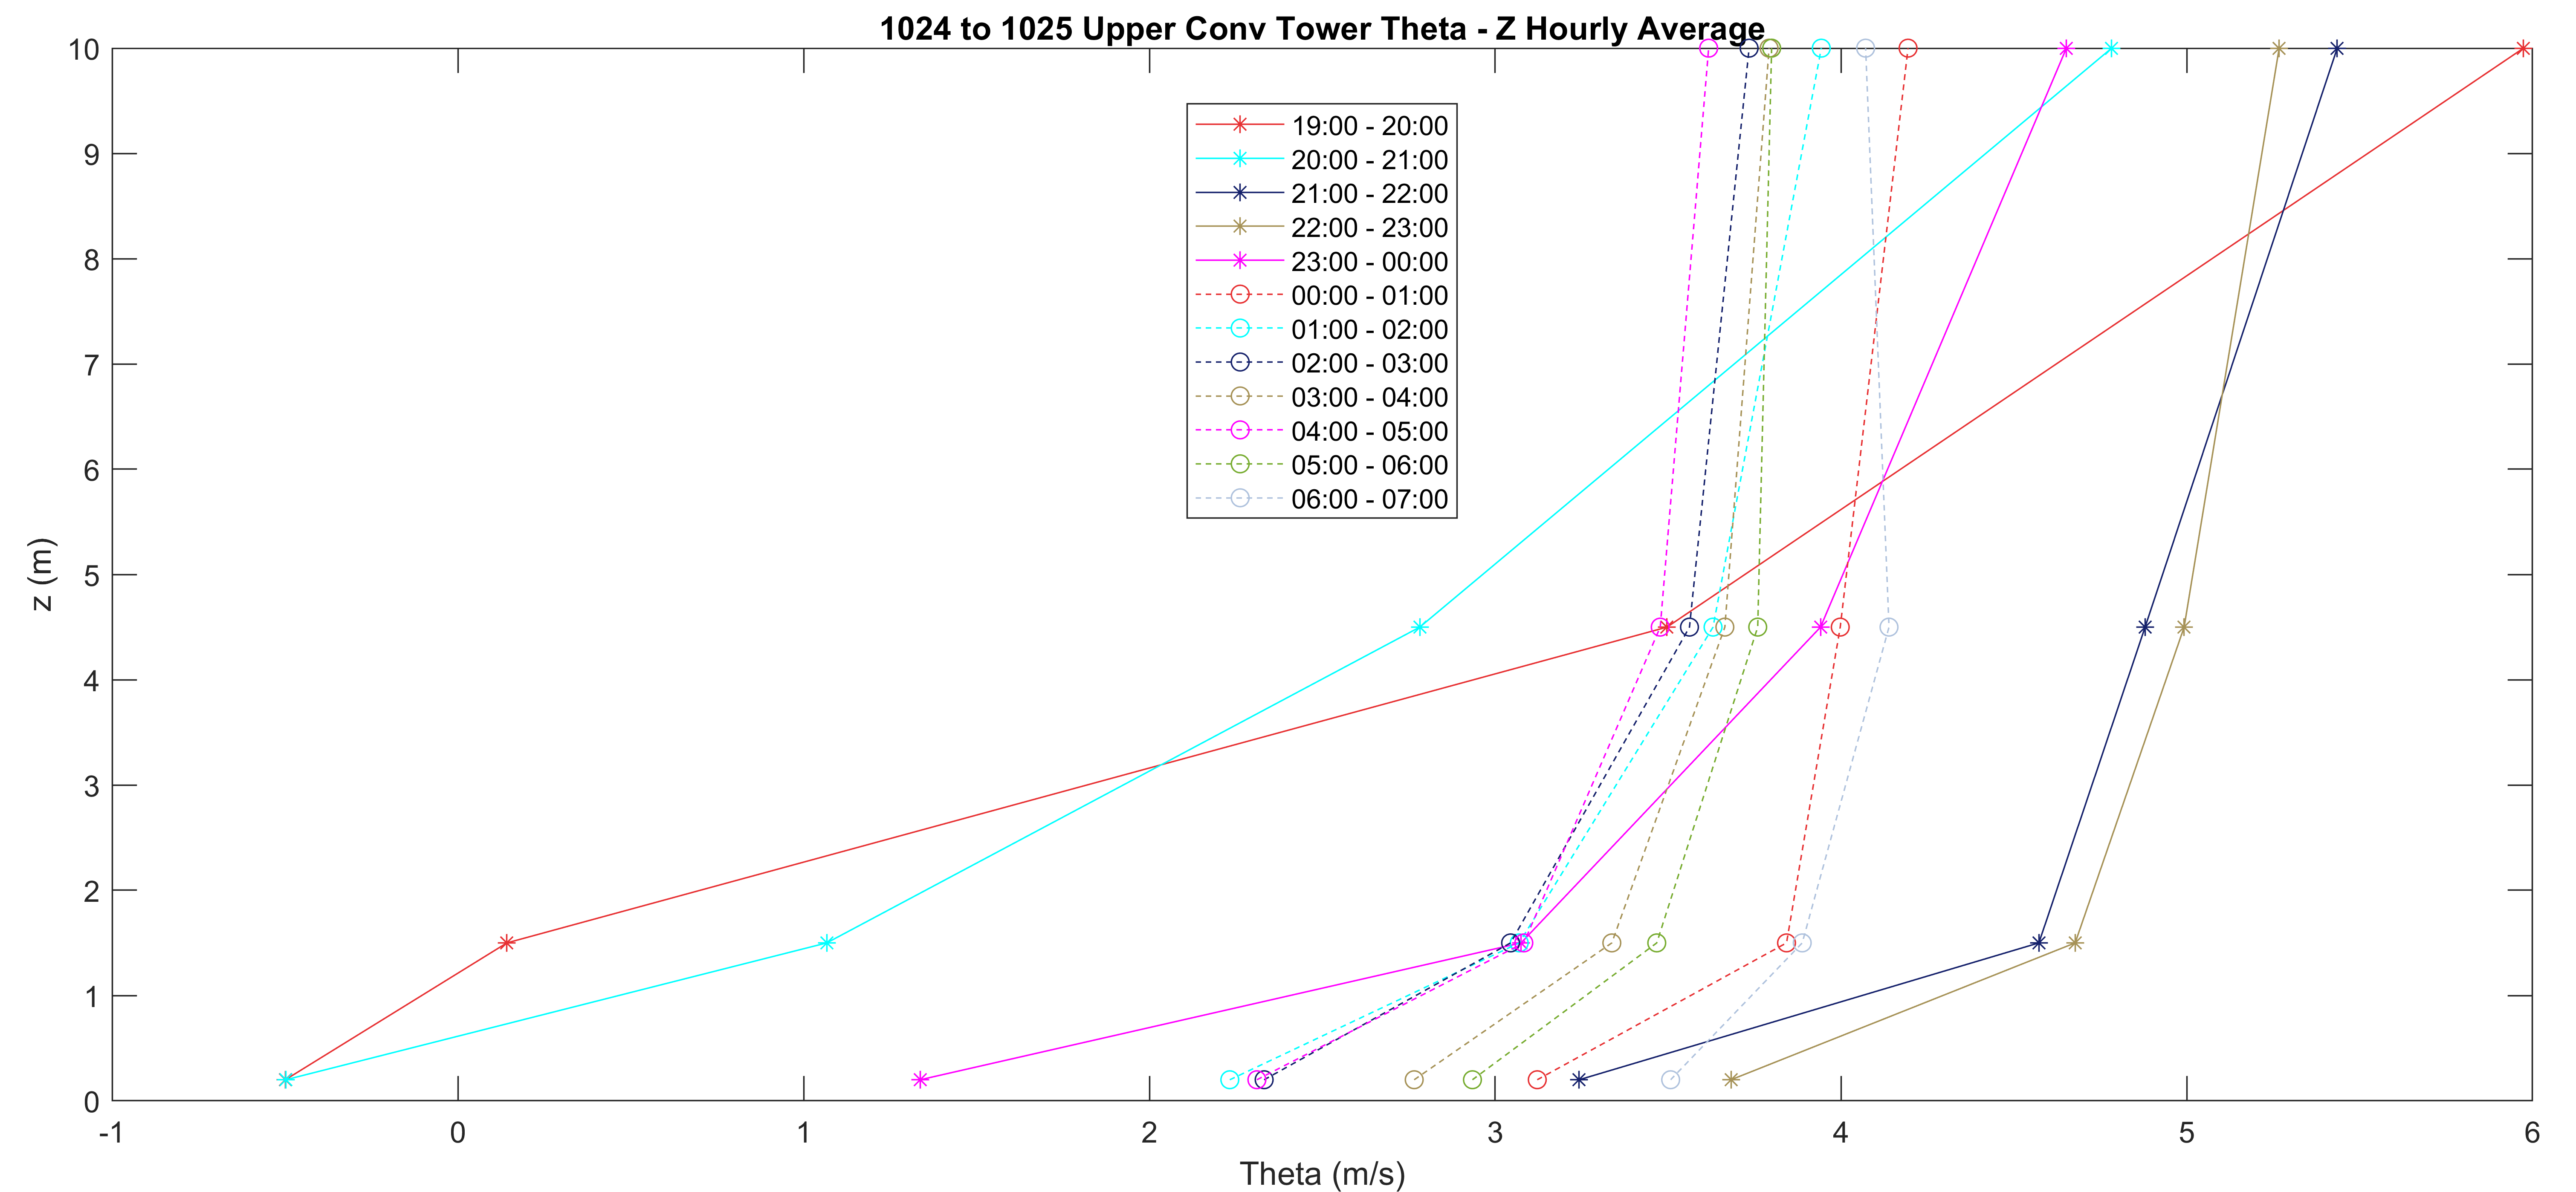 1024 to 1025 Upper Conv Tower Theta - Z Hourly Average
10
9
8
7
6
5
4
3
2
1
0
z (m)
19:00 - 20:00
20:00 - 21:00
21:00 - 22:00
22:00 - 23:00
23:00 - 00:00
00:00 - 01:00
01:00 - 02:00
02:00 - 03:00
03:00 - 04:00
04:00 - 05:00
05:00 - 06:00
06:00 - 07:00
-1 0 1 2 3 4 5 6
Theta (m/s)